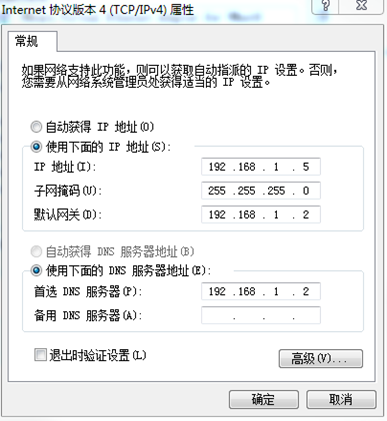 Internet 协议版本 4 (TCP/IPv4) 属性
常规
如果网络支持此功能，则可以获取自动指派的 IP 设置。否则，
您需要从网络系统管理员处获得适当的 IP 设置。
自动获得 IP 地址(O)
使用下面的 IP 地址(S):
IP 地址(I): 192 .168 . 1 . 5
子网掩码(U): 255 .255 .255 . 0
默认网关(D): 192 .168 . 1 . 2
自动获得 DNS 服务器地址(B)
使用下面的 DNS 服务器地址(E):
首选 DNS 服务器(P): 192 .168 . 1 . 2
备用 DNS 服务器(A): . . .
退出时验证设置(L)
高级(V)...
确定 取消